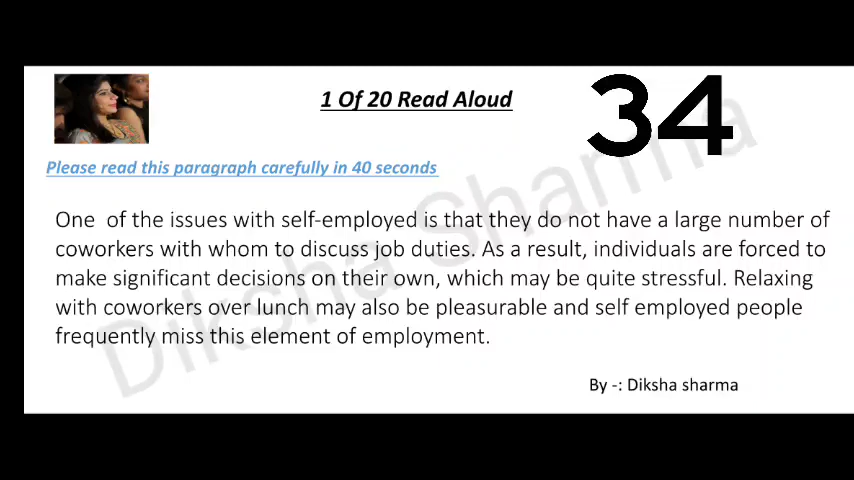 1 Of 20 Read Aloud
34
Please read this paragraph carefully in 40 seconds
One  of the issues with self-employed is that they do not have a large number of
coworkers with whom to discuss job duties. As a result, individuals are forced to
make significant decisions on their own, which may be quite stressful. Relaxing
with coworkers over lunch may also be pleasurable and self employed people
frequently miss this element of employment.
By -: Diksha sharma
Diksha Sharma